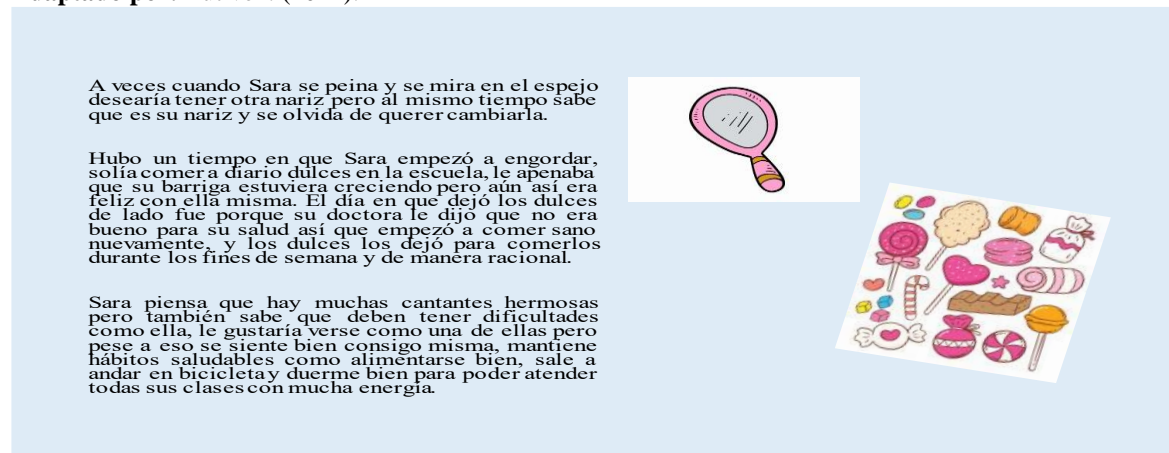 A veces cuando Sara se peina y se mira en el espejo
desearía tener otra nariz pero al mismo tiempo sabe
que es su nariz y se olvida de querer cambiarla.
Hubo un tiempo en que Sara empezó a engordar,
solía comer a diario dulces en la escuela, le apenaba
que su barriga estuviera creciendo pero aún así era
feliz con ella misma. El día en que dejó los dulces
de lado fue porque su doctora le dijo que no era
bueno para su salud así que empezó a comer sano
nuevamente, y los dulces los dejó para comerlos
durante los fines de semana y de manera racional.
Sara piensa que hay muchas cantantes hermosas
pero también sabe que deben tener dificultades
como ella, le gustaría verse como una de ellas pero
pese a eso se siente bien consigo misma, mantiene
hábitos saludables como alimentarse bien, sale a
andar en bicicleta y duerme bien para poder atender
todas sus clases con mucha energía.